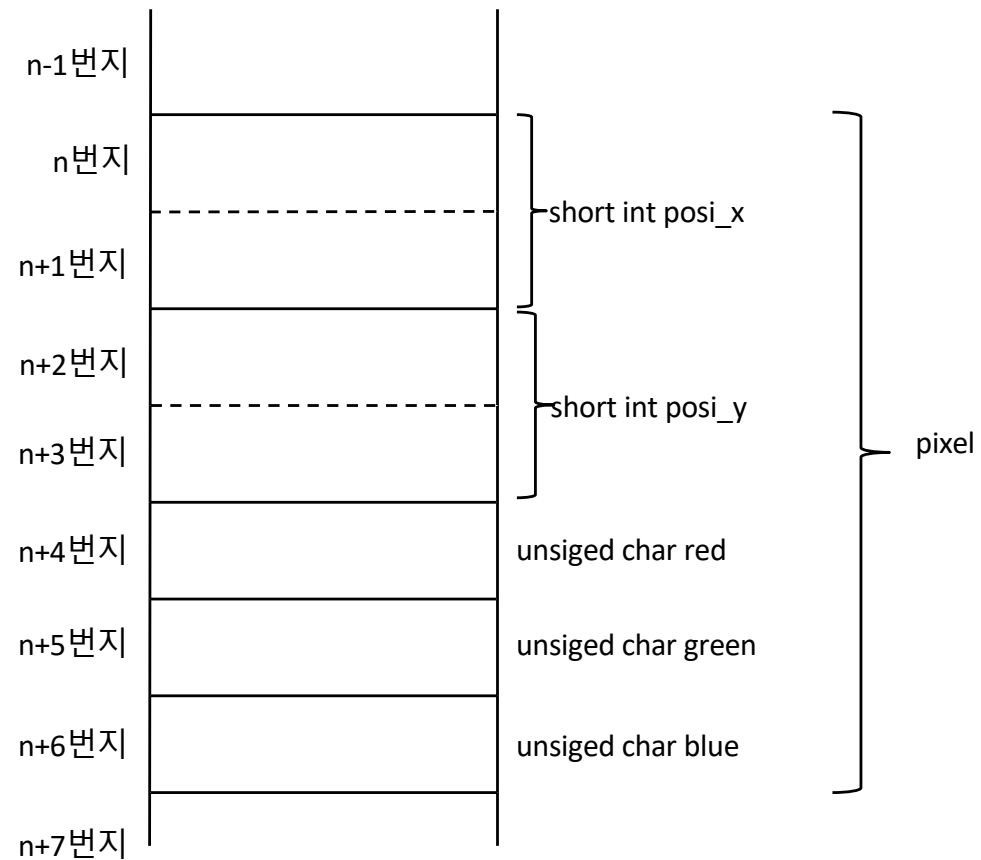 n-1번지
n번지
short int posi_x
n+1번지
n+2번지
short int posi_y
n+3번지
pixel
n+4번지
unsiged char red
n+5번지
unsiged char green
n+6번지
unsiged char blue
n+7번지